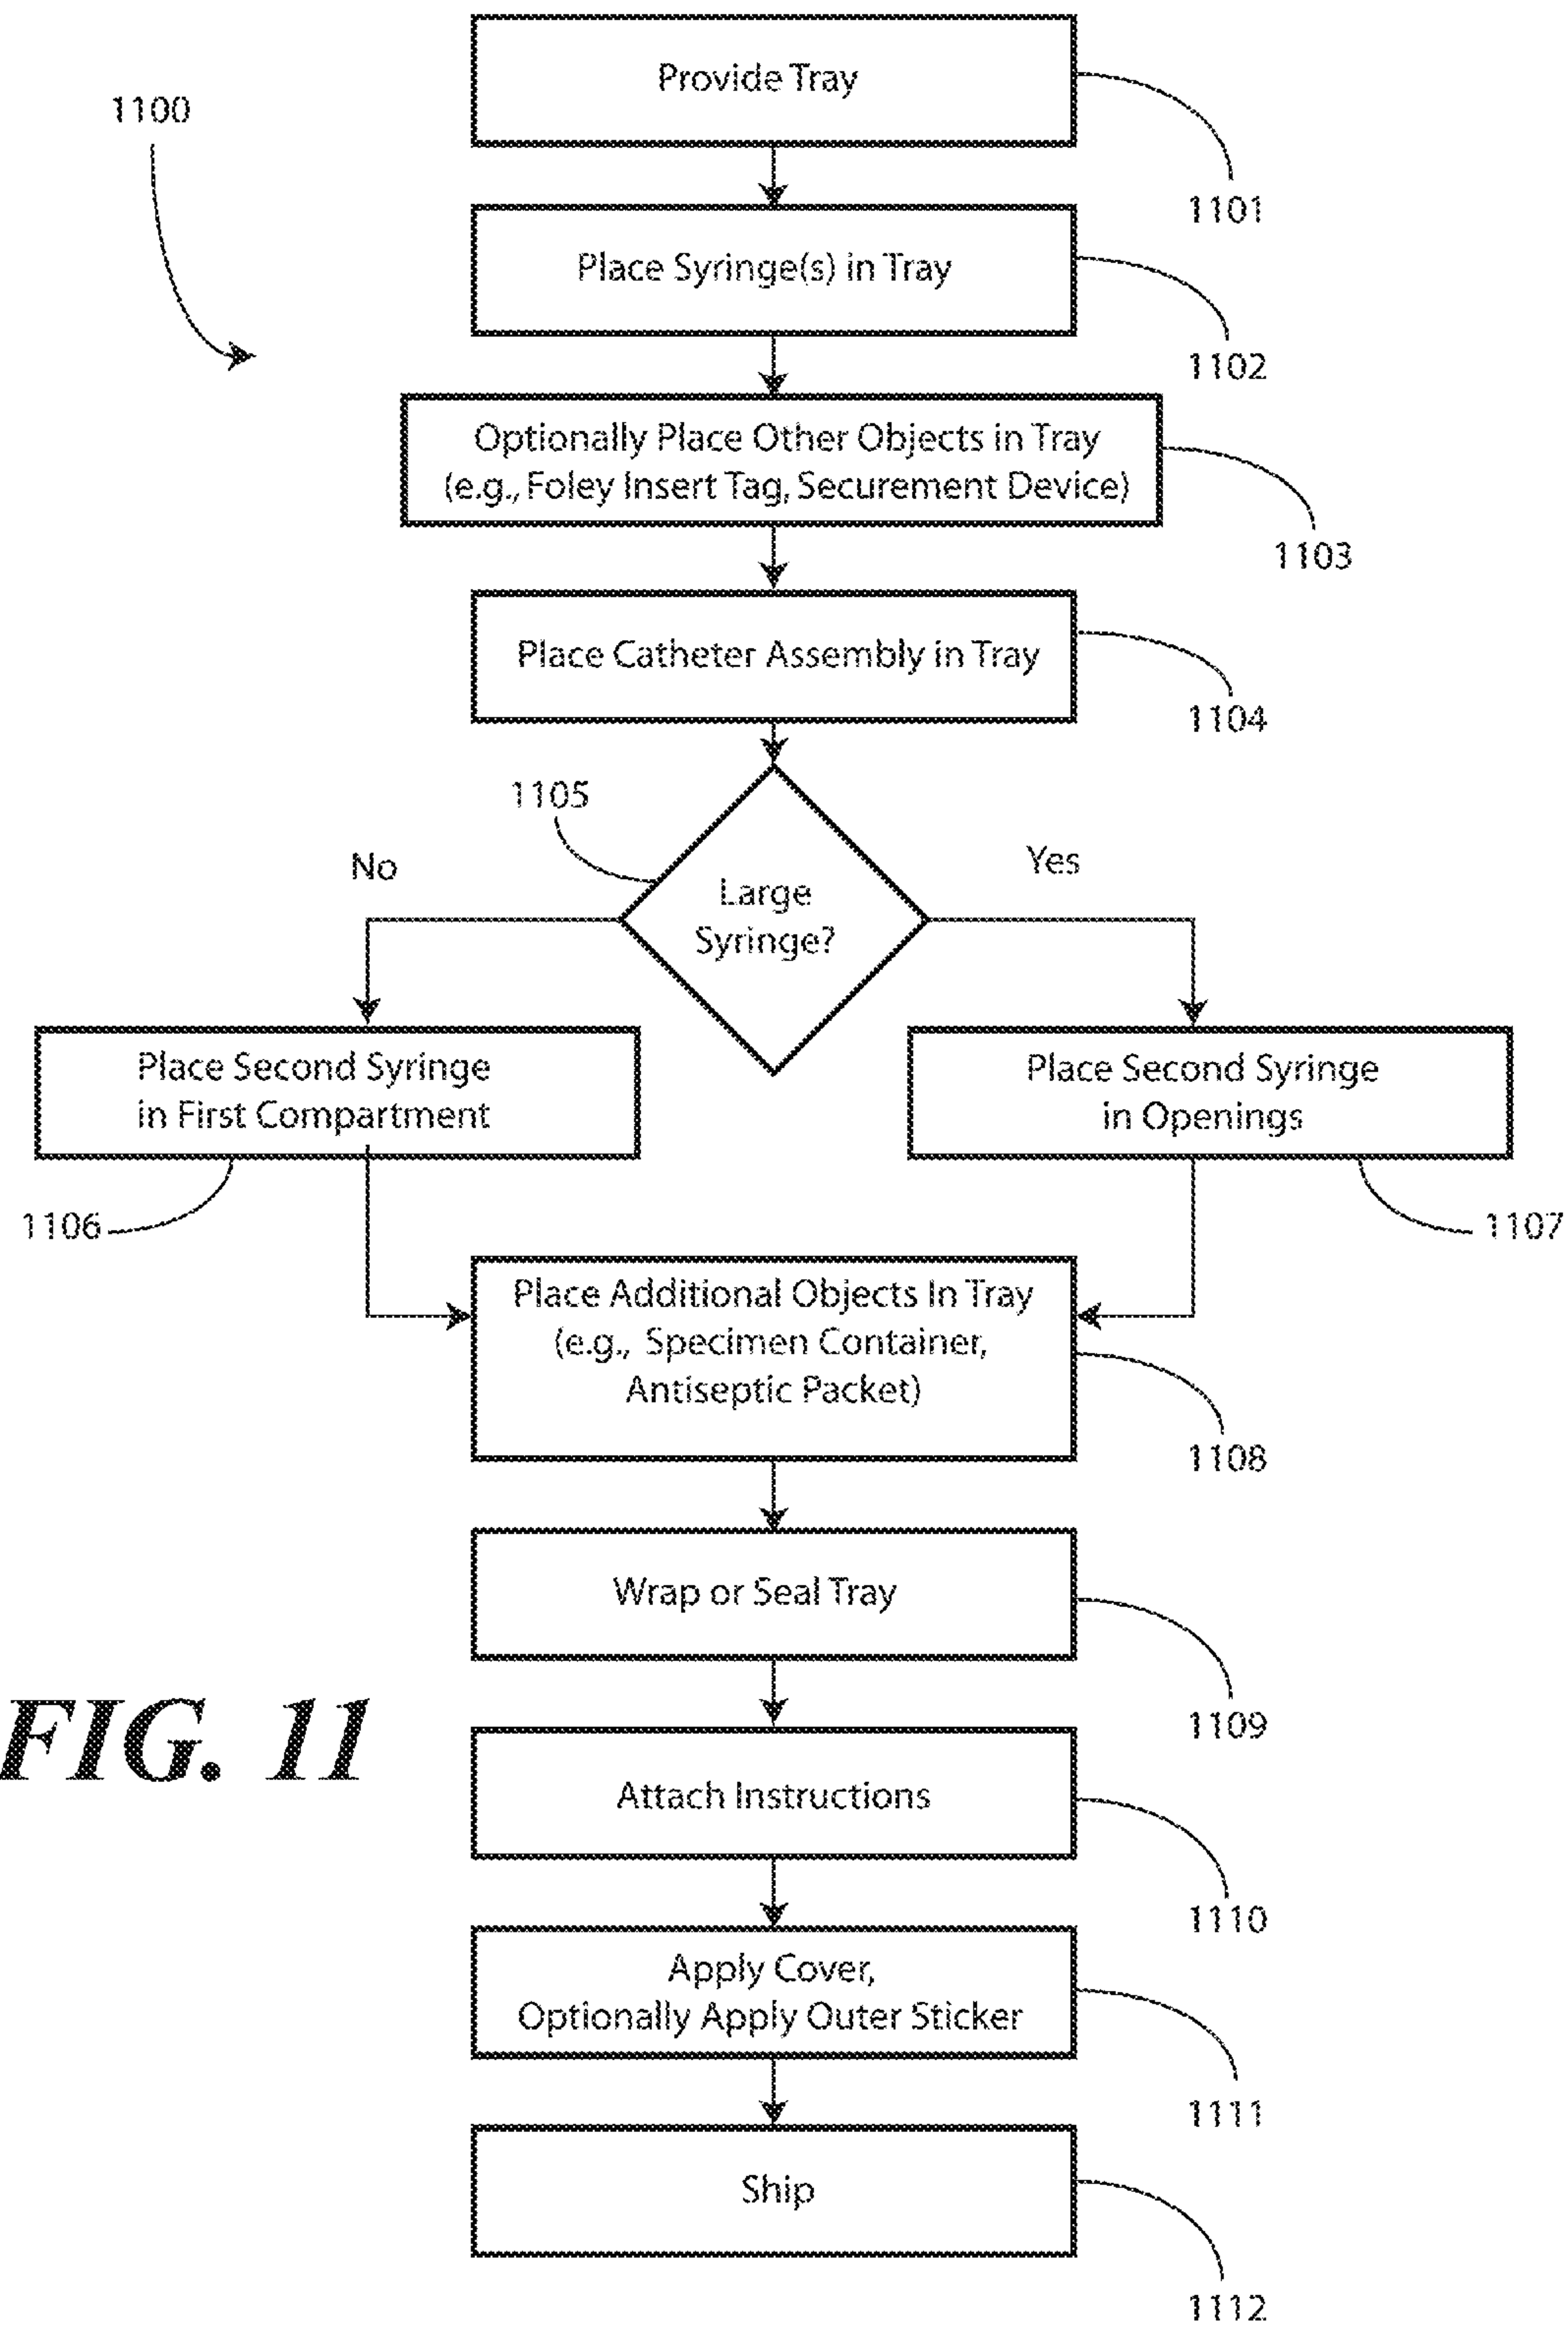 Provide Tray
1100
1101
Place Syringe(s) in Tray
1102
Optionally Place Other Objects in Tray
(e.g., Foley Insert Tag, Securement Device)
1103
Place Catheter Assembly in Tray
1104
1105
No
Yes
Large
Syringe?
Place Second Syringe
in First Compartment
Place Second Syringe
in Openings
1106
1107
Place Additional Objects In Tray
(e.g., Specimen Container,
Antiseptic Packet)
1108
Wrap or Seal Tray
1109
FIG. 11
Attach Instructions
1110
Apply Cover,
Optionally Apply Outer Sticker
1111
Ship
1112